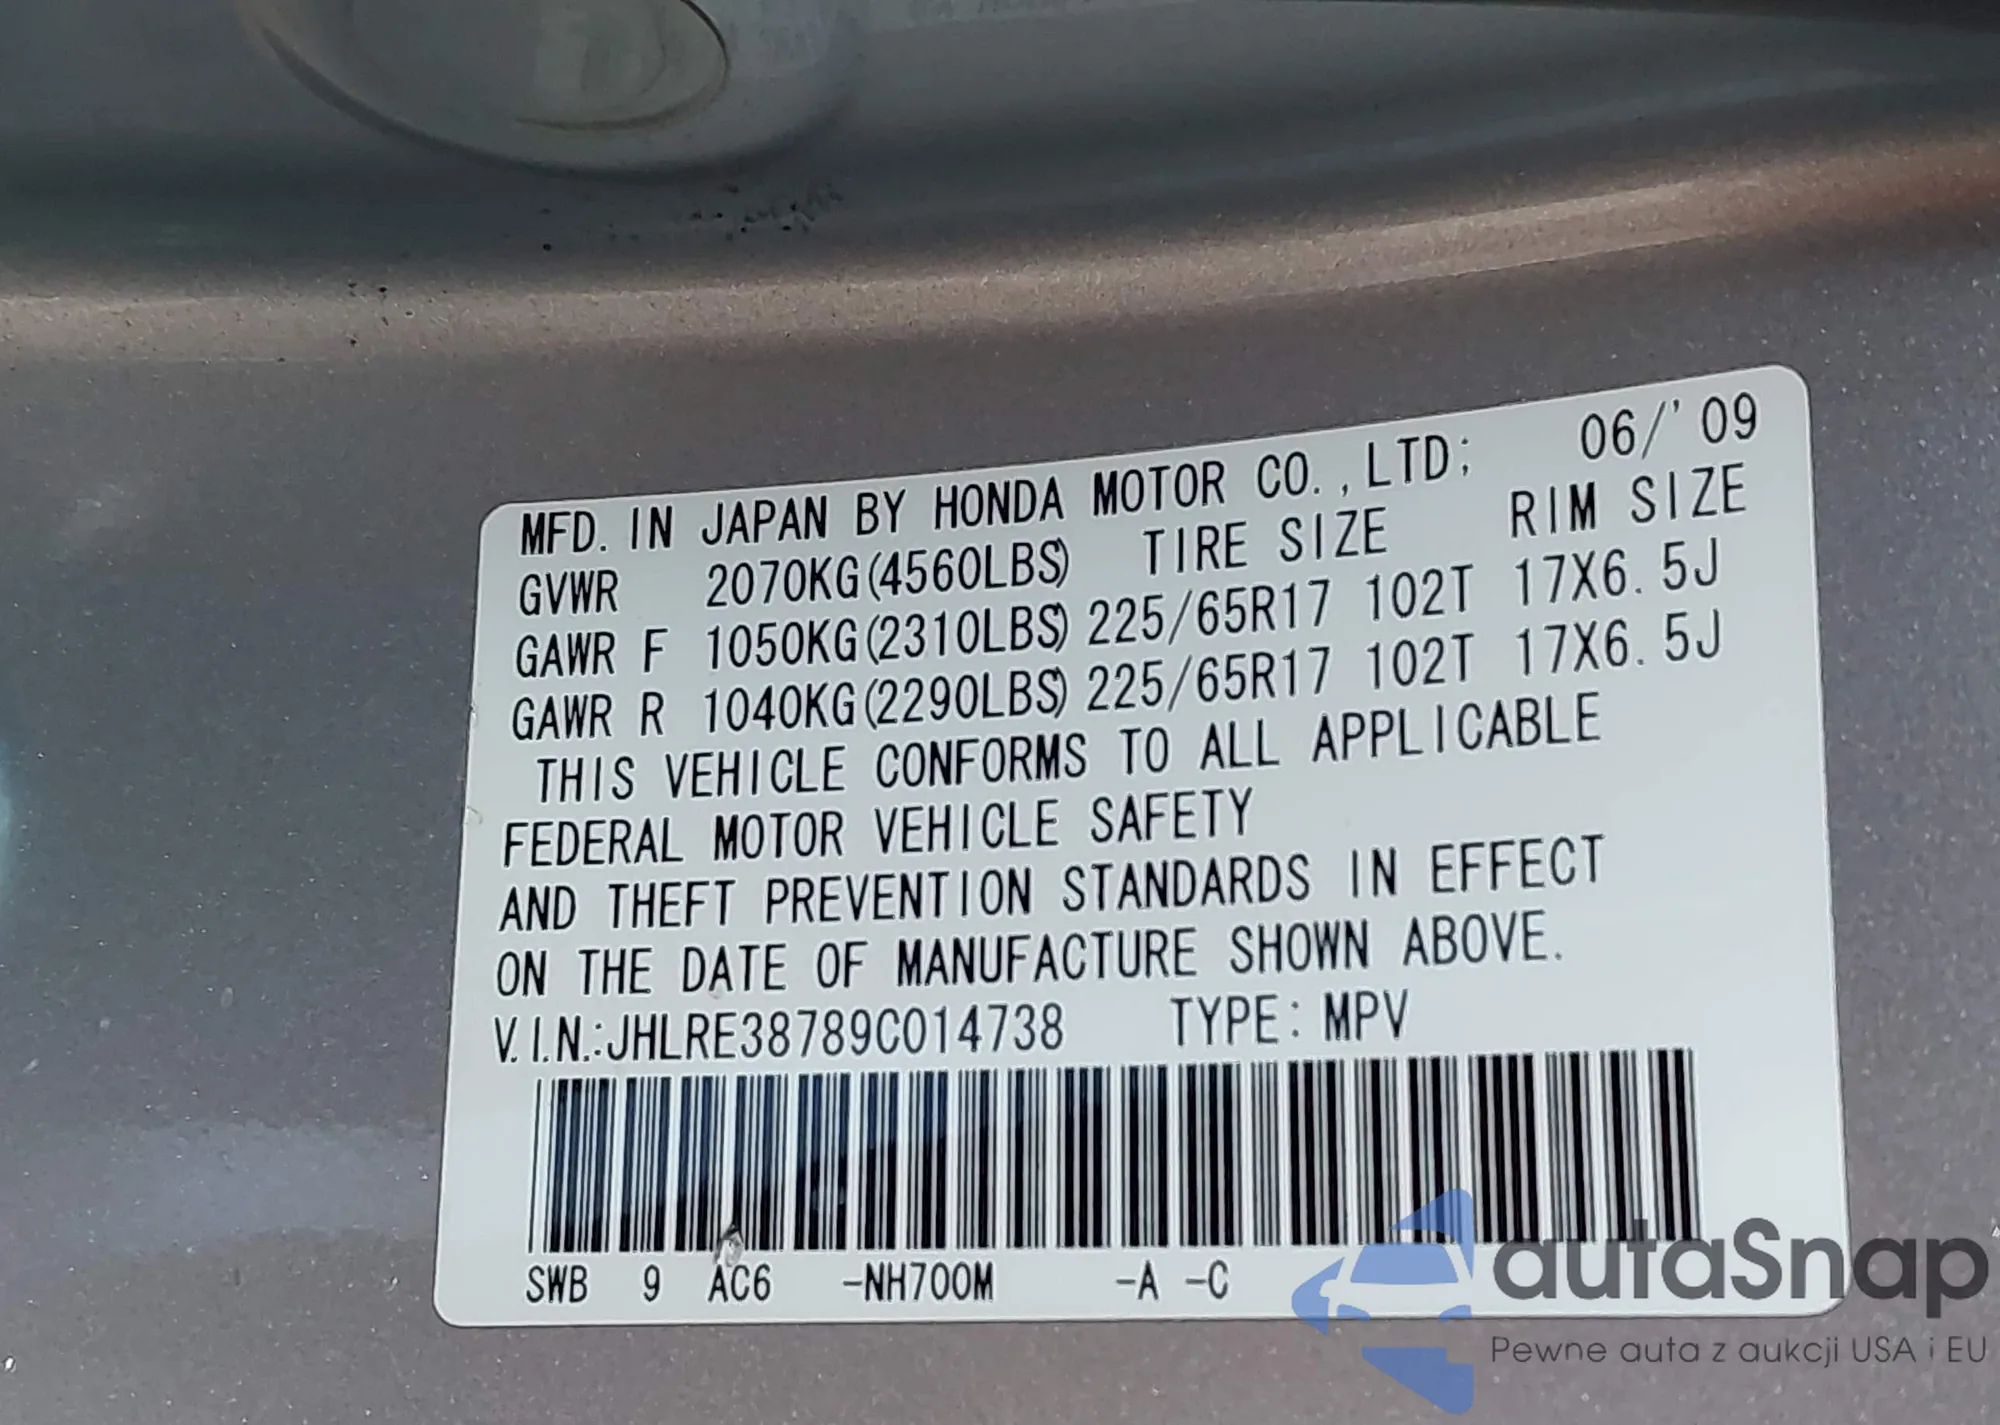 MFD. IN JAPAN BY HONDA MOTOR CO.,LTD; 06/'09
GVWR 2070KG(4560LBS) TIRE SIZE RIM SIZE
GAWR F 1050KG(2310LBS) 225/65R17 102T 17X6.5J
GAWR R 1040KG(2290LBS) 225/65R17 102T 17X6.5J
THIS VEHICLE CONFORMS TO ALL APPLICABLE
FEDERAL MOTOR VEHICLE SAFETY
AND THEFT PREVENTION STANDARDS IN EFFECT
ON THE DATE OF MANUFACTURE SHOWN ABOVE.
V.I.N.:JHLRE38789C014738 TYPE: MPV
SWB 9 AC6 -NH700M -A -C
autaSnap
Pewne auta z aukcji USA i EU